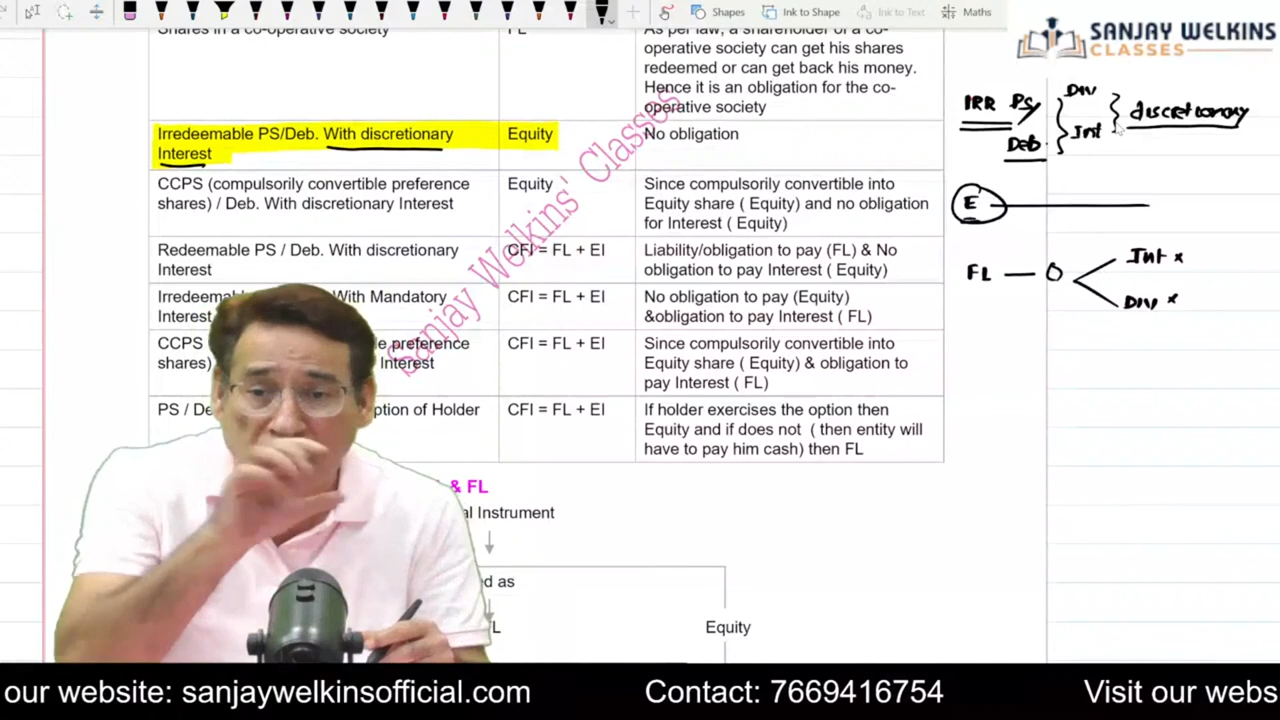 Shapes
Ink to Shape
Ink to Text
Maths
SANJAY WELKINS
CLASSES
Shares in a co-operative society
FL
As per law, a shareholder of a co-
operative society can get his shares
redeemed or can get back his money.
Hence it is an obligation for the co-
operative society
Irredeemable PS/Deb. With discretionary
Interest
Equity
No obligation
CCPS (compulsorily convertible preference
shares) / Deb. With discretionary Interest
Equity
Since compulsorily convertible into
Equity share ( Equity) and no obligation
for Interest ( Equity)
Redeemable PS / Deb. With discretionary
Interest
CFI = FL + EI
Liability/obligation to pay (FL) & No
obligation to pay Interest ( Equity)
With Mandatory
CFI = FL + EI
No obligation to pay (Equity)
&obligation to pay Interest ( FL)
CCPS
shares)
preference
Interest
CFI = FL + EI
Since compulsorily convertible into
Equity share ( Equity) & obligation to
pay Interest ( FL)
PS /
of Holder
CFI = FL + EI
If holder exercises the option then
Equity and if does not ( then entity will
have to pay him cash) then FL
& FL
Instrument
as
Equity
Sanjay Welkins' Classes
IRR PS
Deb
Div
Int
discretionary
E
FL — O
Int x
Div x
our website: sanjaywelkinsofficial.com
Contact: 7669416754
Visit our webs